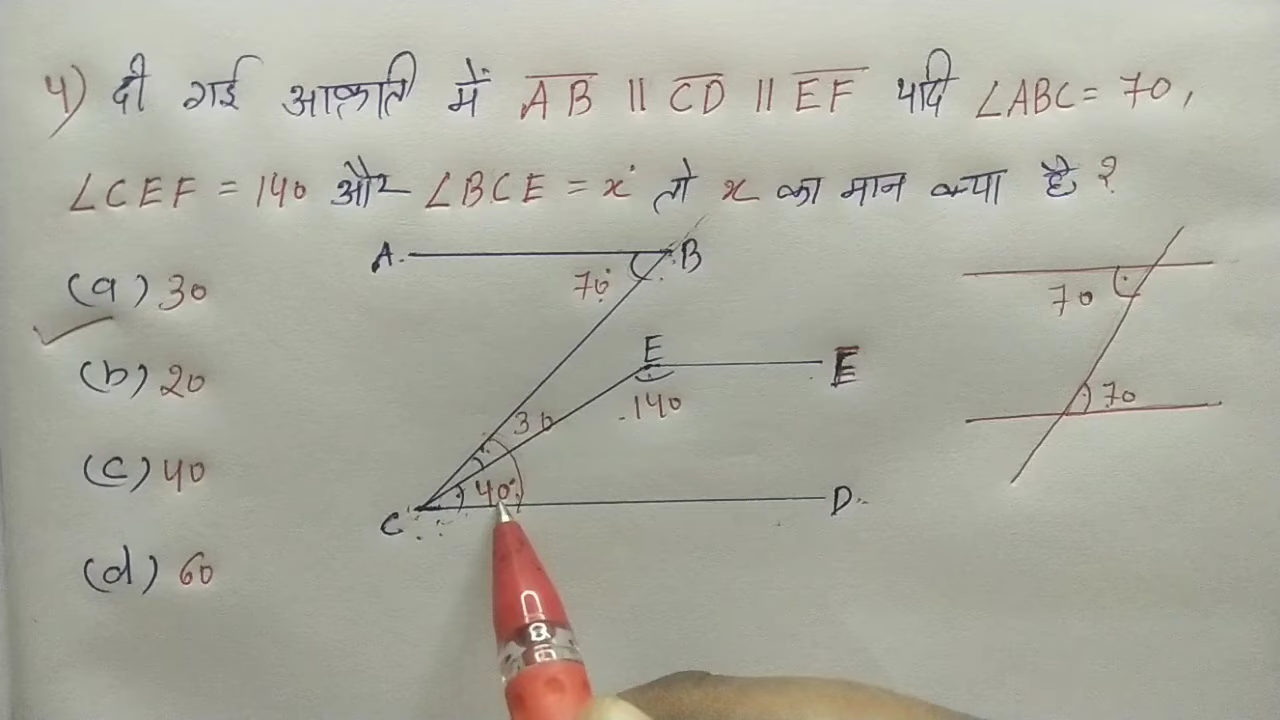 4) दी गई आकृति में AB || CD || EF यदि ∠ABC = 70,
∠CEF = 140 और ∠BCE = x° तो x का मान क्या है ?
(a) 30
(b) 20
(c) 40
(d) 60
A B
70°
E E
140
30
40°
C D
70
70